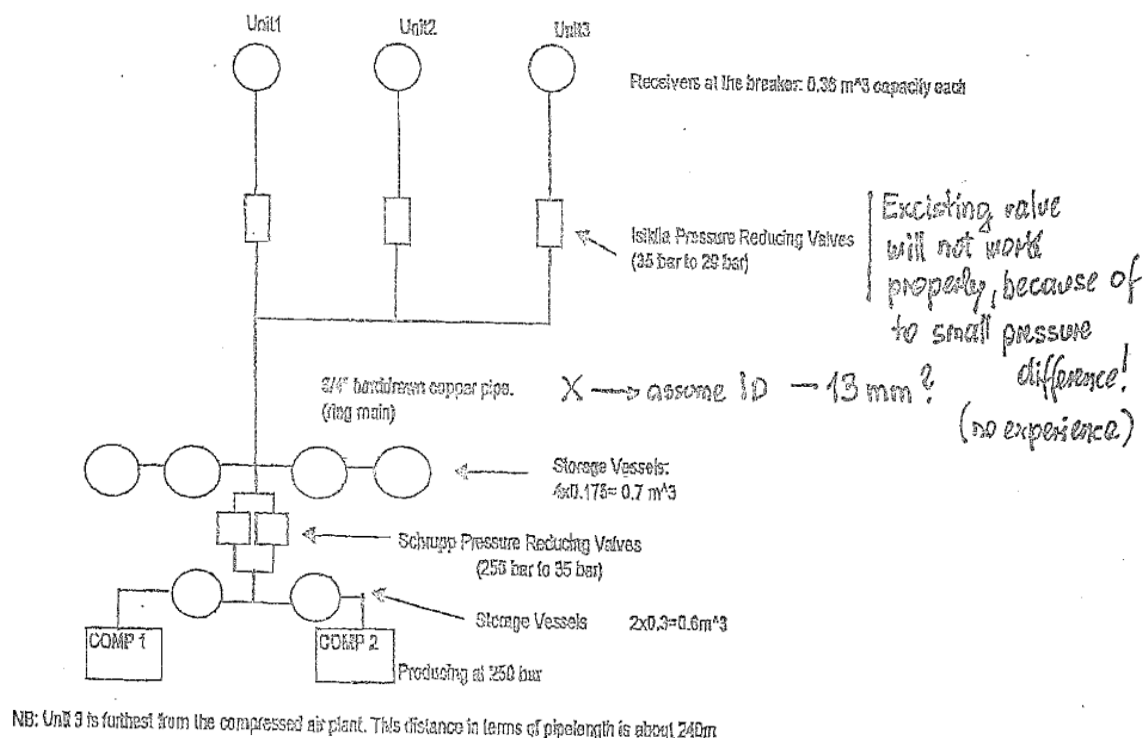 Unit1
Unit2
Unit3
Receivers at the breaker: 0.36 m^3 capacity each
Isiklla Pressure Reducing Valves
(35 bar to 29 bar)
Excisting valve
will not work
properly, because of
to small pressure
difference!
(no experience)
3/4" harddrawn copper pipe.
(ring main)
X → assume ID - 13 mm?
Storage Vessels:
4x0.175= 0.7 m^3
Schrupp Pressure Reducing Valves
(250 bar to 35 bar)
Storage Vessels 2x0,3=0.6m^3
COMP 1
COMP 2
Producing at 250 bar
NB: Unit 3 is furthest from the compressed air plant. This distance in terms of pipelength is about 240m